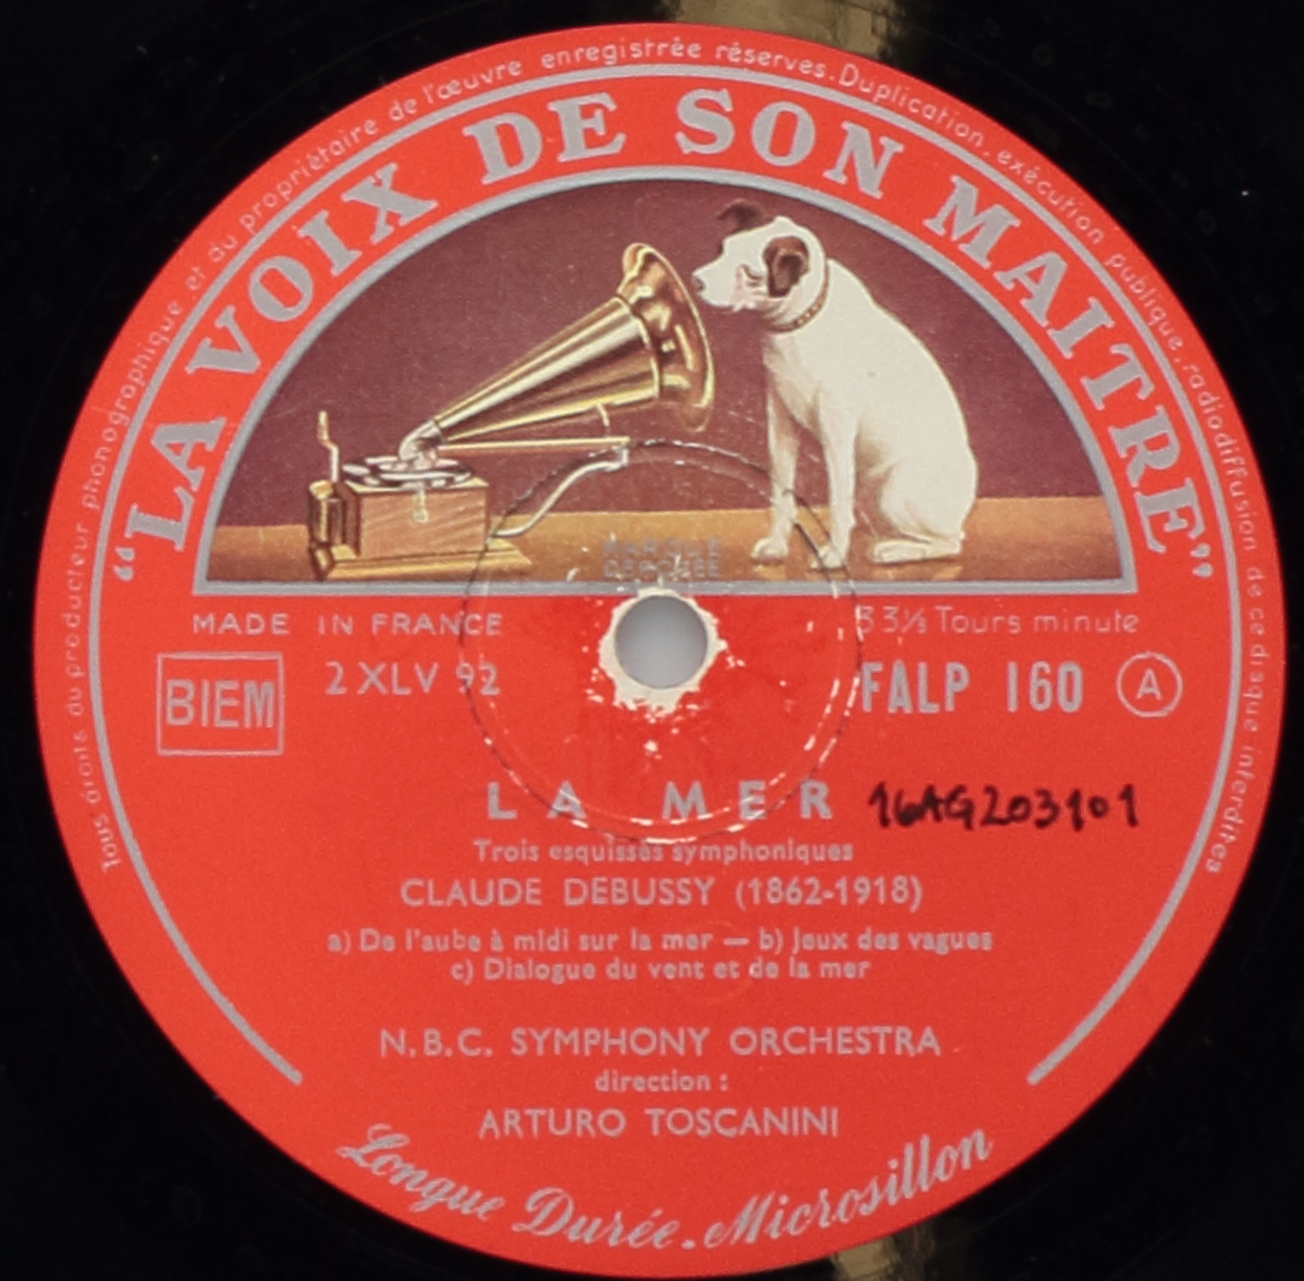 Tous droits du producteur phonographique et du propriétaire de l'œuvre enregistrée réservés. Duplication, exécution publique, radiodiffusion de ce disque interdites
"LA VOIX DE SON MAITRE"
MARQUE
DEPOSEE
MADE IN FRANCE
33⅓ Tours minute
BIEM
2 XLV 92
FALP 160 A
LA MER
16AG203101
Trois esquisses symphoniques
CLAUDE DEBUSSY (1862-1918)
a) De l'aube à midi sur la mer — b) Jeux des vagues
c) Dialogue du vent et de la mer
N.B.C. SYMPHONY ORCHESTRA
direction :
ARTURO TOSCANINI
Longue Durée. Microsillon